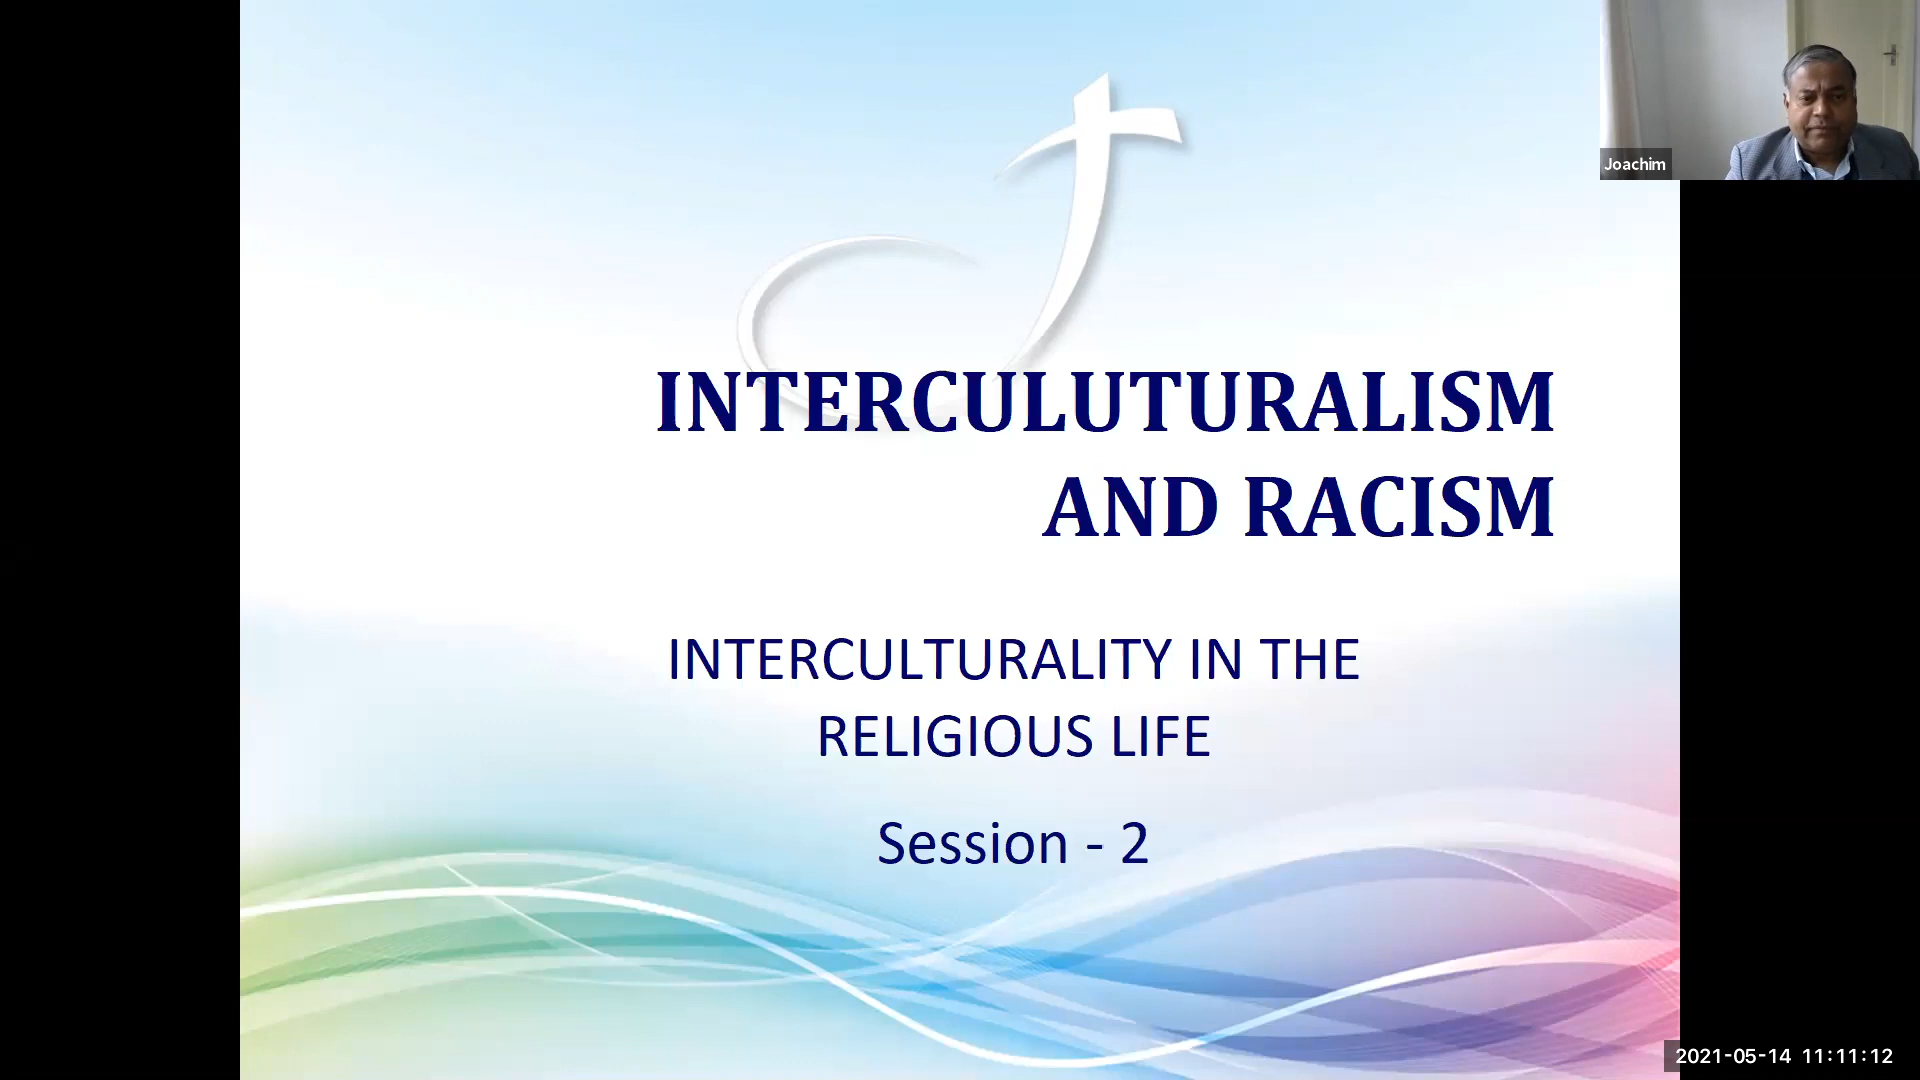 Joachim
INTERCULUTURALISM
AND RACISM
INTERCULTURALITY IN THE
RELIGIOUS LIFE
Session - 2
2021-05-14 11:11:12